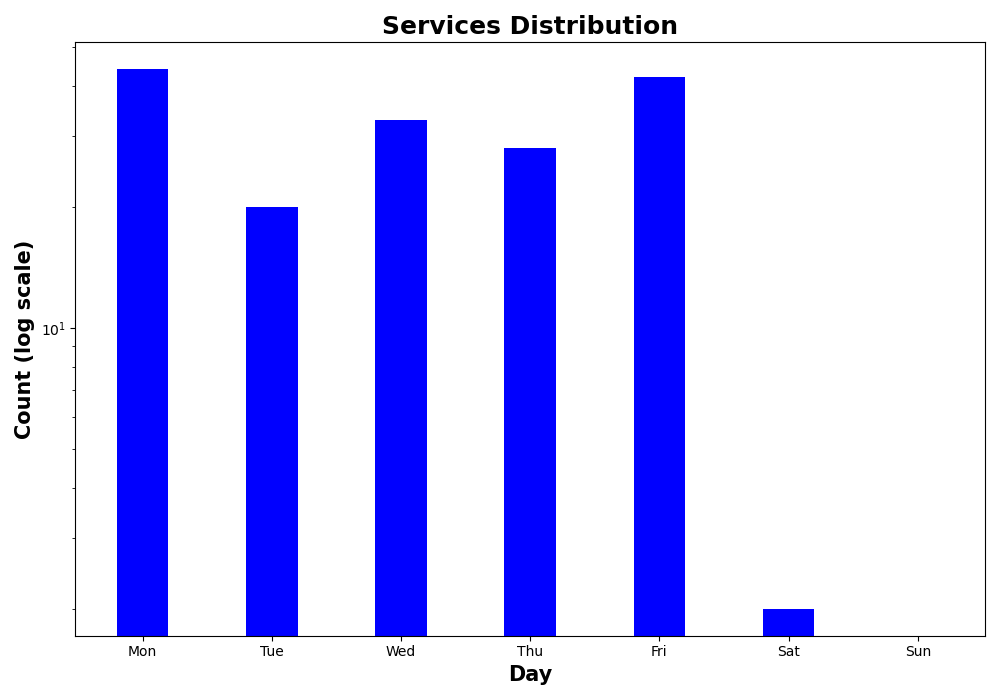 Services Distribution
Count (log scale)
10¹
Mon Tue Wed Thu Fri Sat Sun
Day